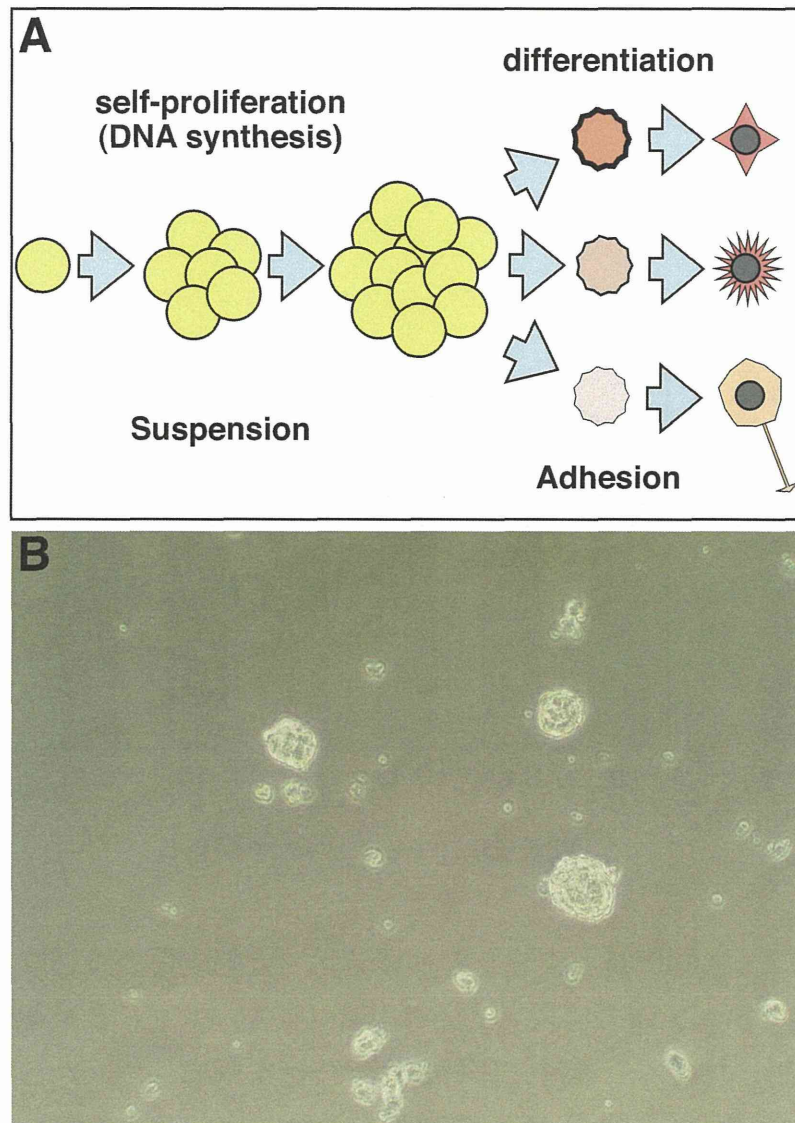 A
differentiation
self-proliferation
(DNA synthesis)
Suspension
Adhesion
B